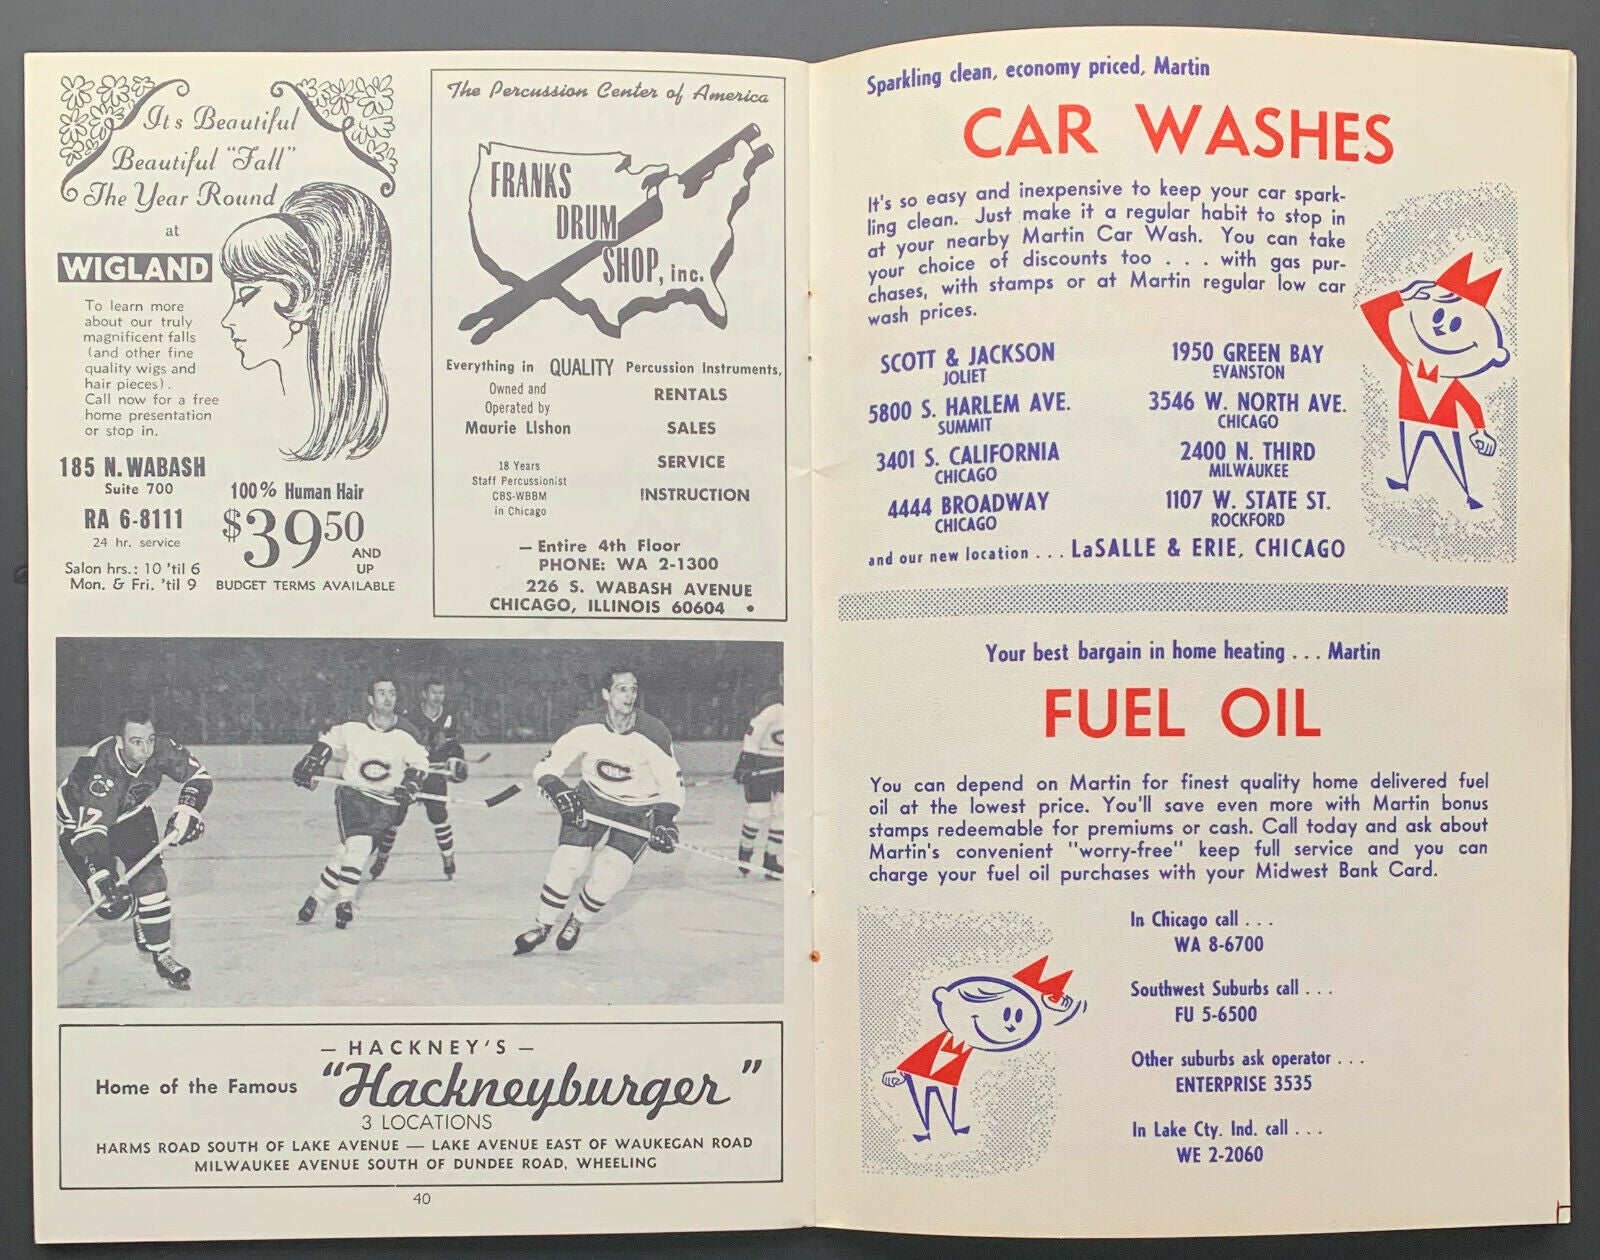 It's Beautiful
Beautiful "Fall"
The Year Round
at
WIGLAND
To learn more
about our truly
magnificent falls
(and other fine
quality wigs and
hair pieces).
Call now for a free
home presentation
or stop in.
185 N. WABASH
Suite 700
RA 6-8111
24 hr. service
Salon hrs.: 10 'til 6
Mon. & Fri. 'til 9
100% Human Hair
$39.50
AND
UP
BUDGET TERMS AVAILABLE
The Percussion Center of America
FRANKS
DRUM
SHOP, inc.
Everything in QUALITY Percussion Instruments,
Owned and
Operated by
Maurie LIshon
18 Years
Staff Percussionist
CBS-WBBM
in Chicago
RENTALS
SALES
SERVICE
INSTRUCTION
— Entire 4th Floor
PHONE: WA 2-1300
226 S. WABASH AVENUE
CHICAGO, ILLINOIS 60604 •
17
C
C
— HACKNEY'S —
Home of the Famous "Hackneyburger"
3 LOCATIONS
HARMS ROAD SOUTH OF LAKE AVENUE — LAKE AVENUE EAST OF WAUKEGAN ROAD
MILWAUKEE AVENUE SOUTH OF DUNDEE ROAD, WHEELING
40
Sparkling clean, economy priced, Martin
CAR WASHES
It's so easy and inexpensive to keep your car spark-
ling clean. Just make it a regular habit to stop in
at your nearby Martin Car Wash. You can take
your choice of discounts too . . . with gas pur-
chases, with stamps or at Martin regular low car
wash prices.
SCOTT & JACKSON
JOLIET
5800 S. HARLEM AVE.
SUMMIT
3401 S. CALIFORNIA
CHICAGO
4444 BROADWAY
CHICAGO
1950 GREEN BAY
EVANSTON
3546 W. NORTH AVE.
CHICAGO
2400 N. THIRD
MILWAUKEE
1107 W. STATE ST.
ROCKFORD
and our new location . . . LaSALLE & ERIE, CHICAGO
Your best bargain in home heating . . . Martin
FUEL OIL
You can depend on Martin for finest quality home delivered fuel
oil at the lowest price. You'll save even more with Martin bonus
stamps redeemable for premiums or cash. Call today and ask about
Martin's convenient "worry-free" keep full service and you can
charge your fuel oil purchases with your Midwest Bank Card.
In Chicago call . . .
WA 8-6700
Southwest Suburbs call . . .
FU 5-6500
Other suburbs ask operator . . .
ENTERPRISE 3535
In Lake Cty. Ind. call . . .
WE 2-2060